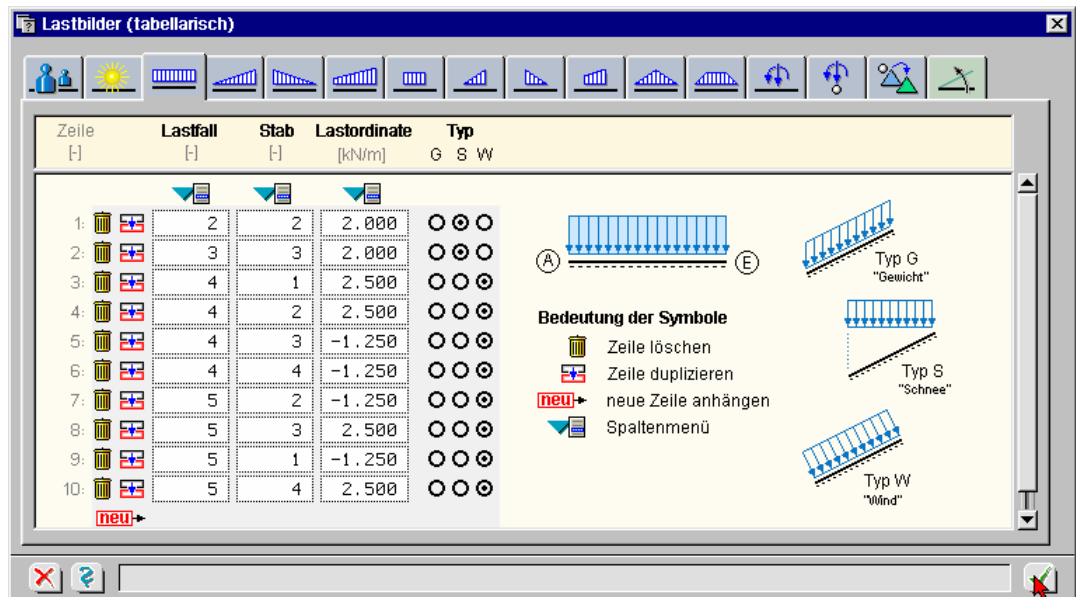 Lastbilder (tabellarisch)
Zeile Lastfall Stab Lastordinate Typ
[-] [-] [-] [kN/m] G S W
1: 2 2 2.000
2: 3 3 2.000
3: 4 1 2.500
4: 4 2 2.500
5: 4 3 -1.250
6: 4 4 -1.250
7: 5 2 -1.250
8: 5 3 2.500
9: 5 1 -1.250
10: 5 4 2.500
neu
A E
Typ G
"Gewicht"
Bedeutung der Symbole
Zeile löschen
Zeile duplizieren
neu neue Zeile anhängen
Spaltenmenü
Typ S
"Schnee"
Typ W
"Wind"